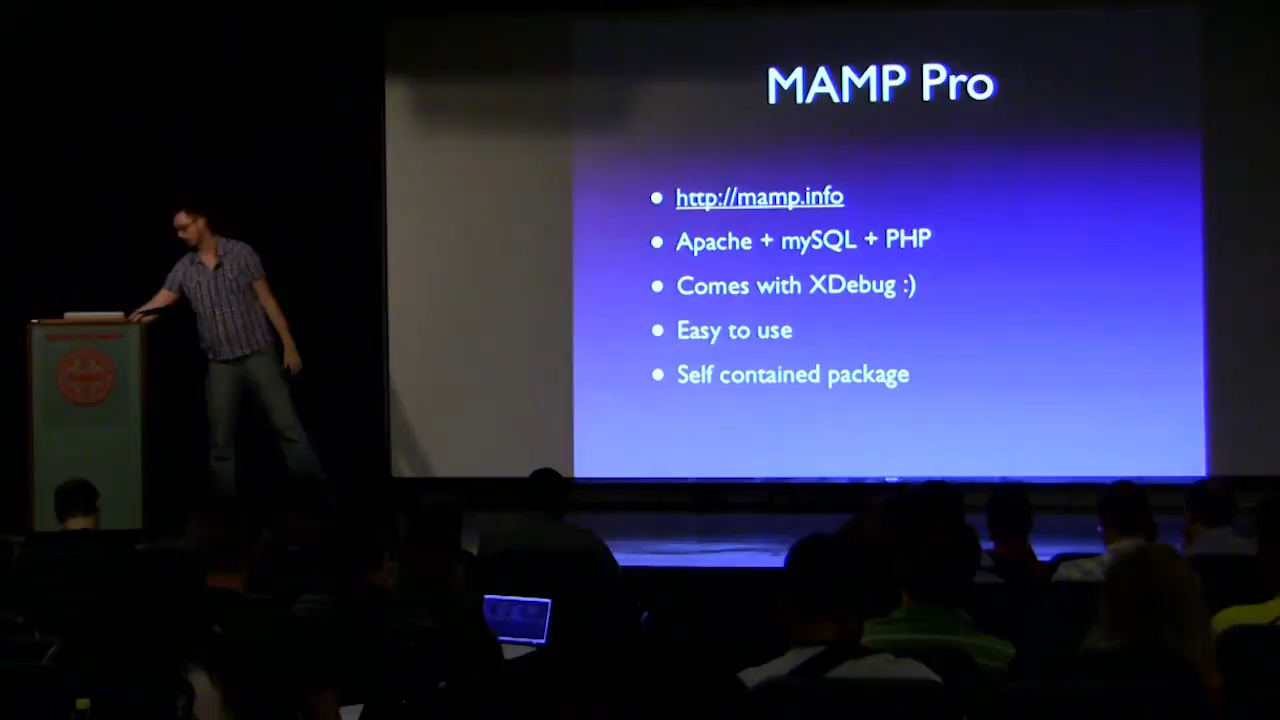 MAMP Pro
http://mamp.info
Apache + mySQL + PHP
Comes with XDebug :)
Easy to use
Self contained package